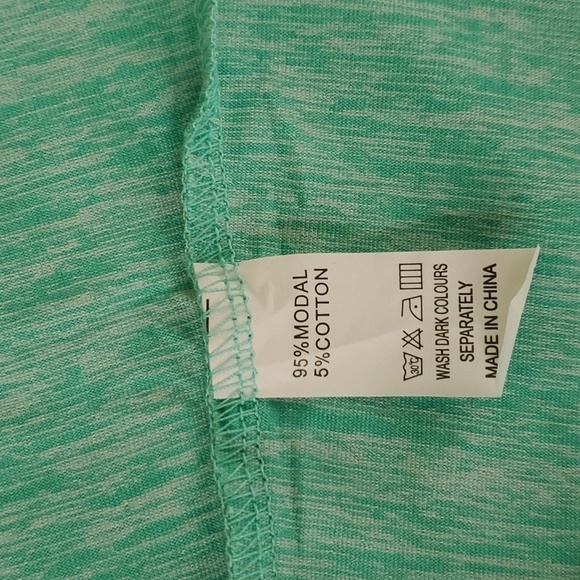 95%MODAL
5%COTTON
30°C
WASH DARK COLOURS
SEPARATELY
MADE IN CHINA